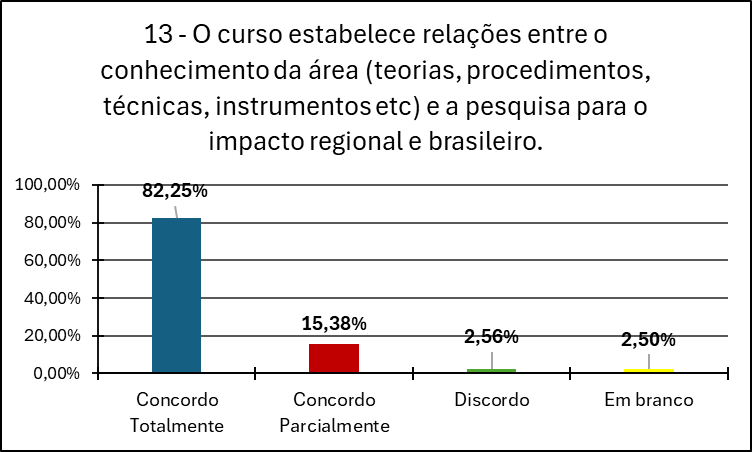 13 - O curso estabelece relações entre o
conhecimento da área (teorias, procedimentos,
técnicas, instrumentos etc) e a pesquisa para o
impacto regional e brasileiro.
100,00%
80,00%
60,00%
40,00%
20,00%
0,00%
82,25%
15,38%
2,56%
2,50%
Concordo
Totalmente
Concordo
Parcialmente
Discordo
Em branco